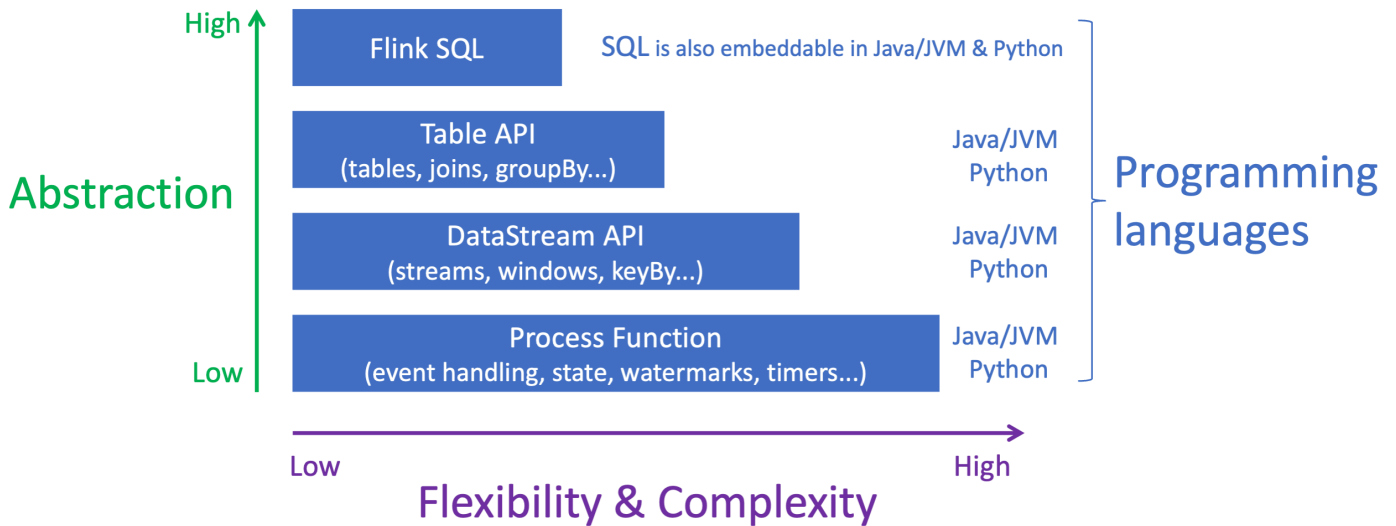 High
Flink SQL
SQL is also embeddable in Java/JVM & Python
Table API
(tables, joins, groupBy...)
Java/JVM
Python
Abstraction
Programming
languages
DataStream API
(streams, windows, keyBy...)
Java/JVM
Python
Process Function
(event handling, state, watermarks, timers...)
Java/JVM
Python
Low
Low
High
Flexibility & Complexity